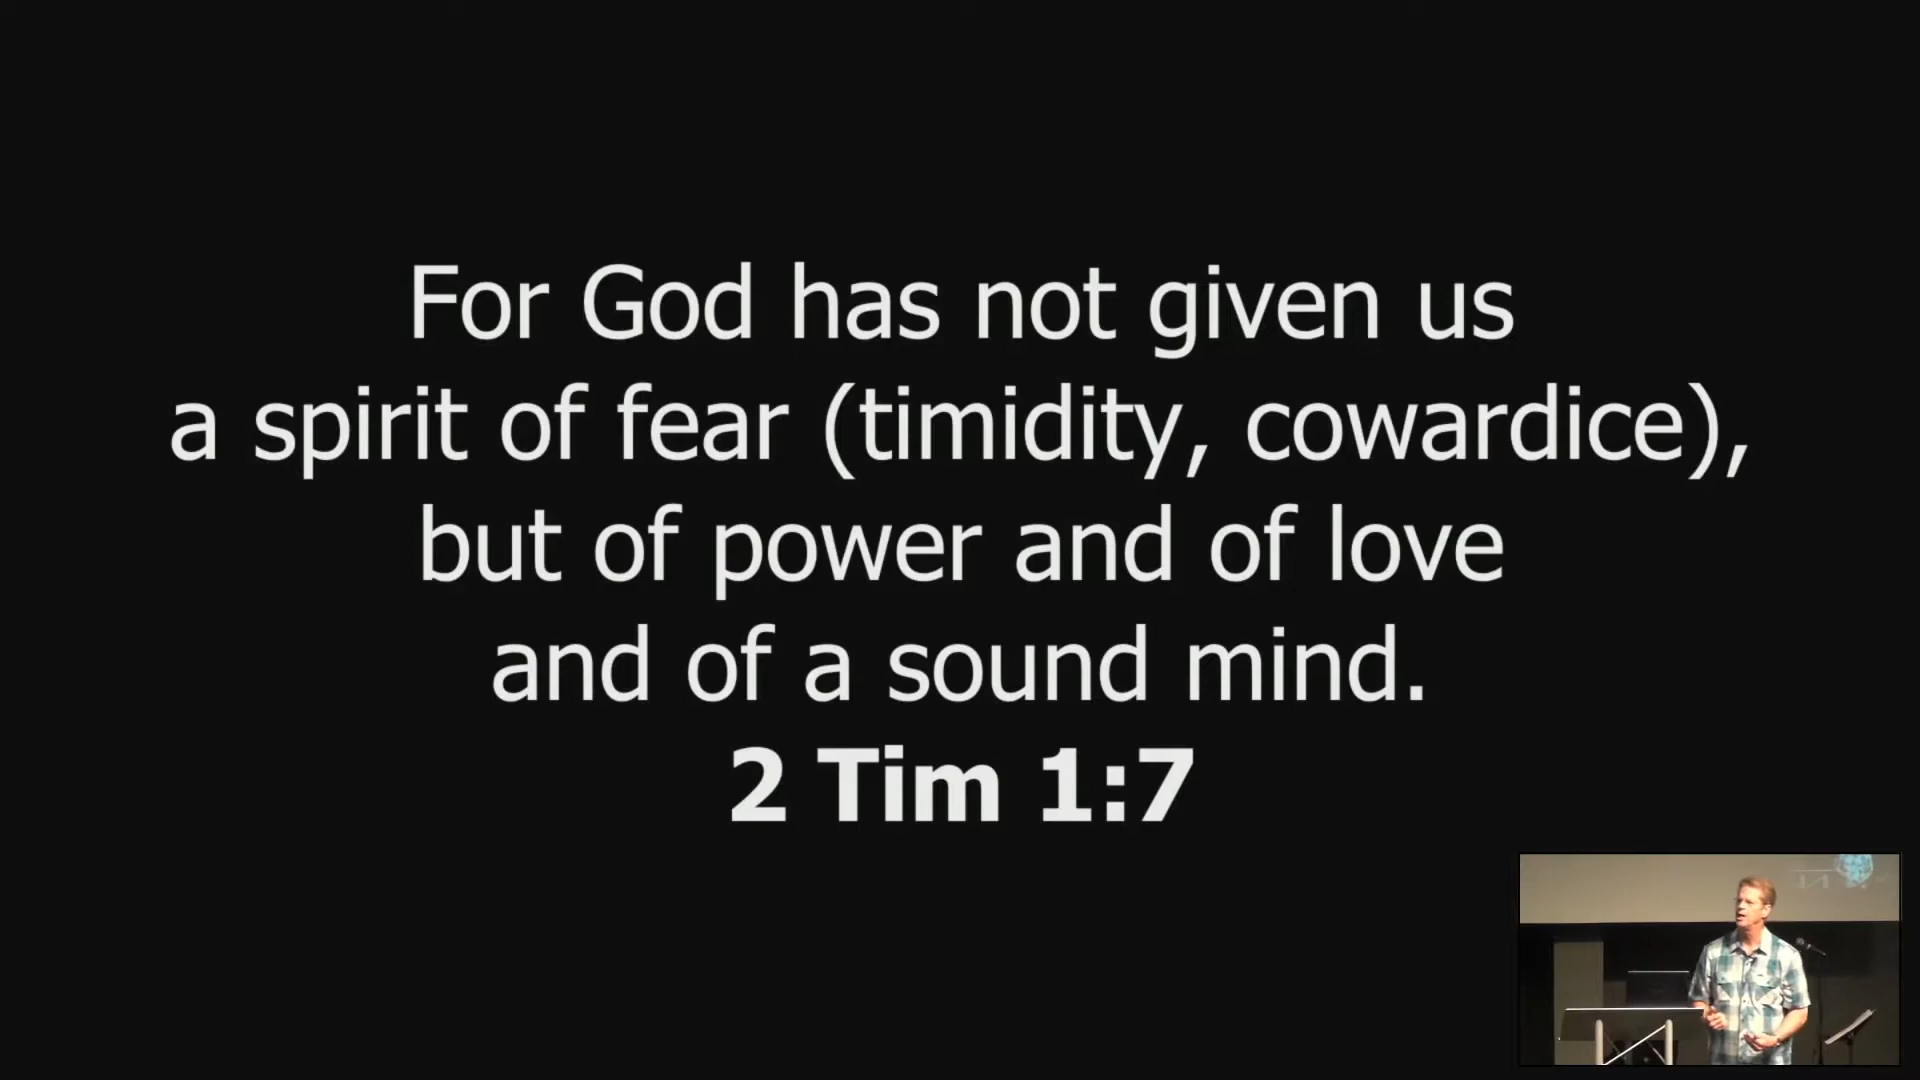 For God has not given us
a spirit of fear (timidity, cowardice),
but of power and of love
and of a sound mind.
2 Tim 1:7